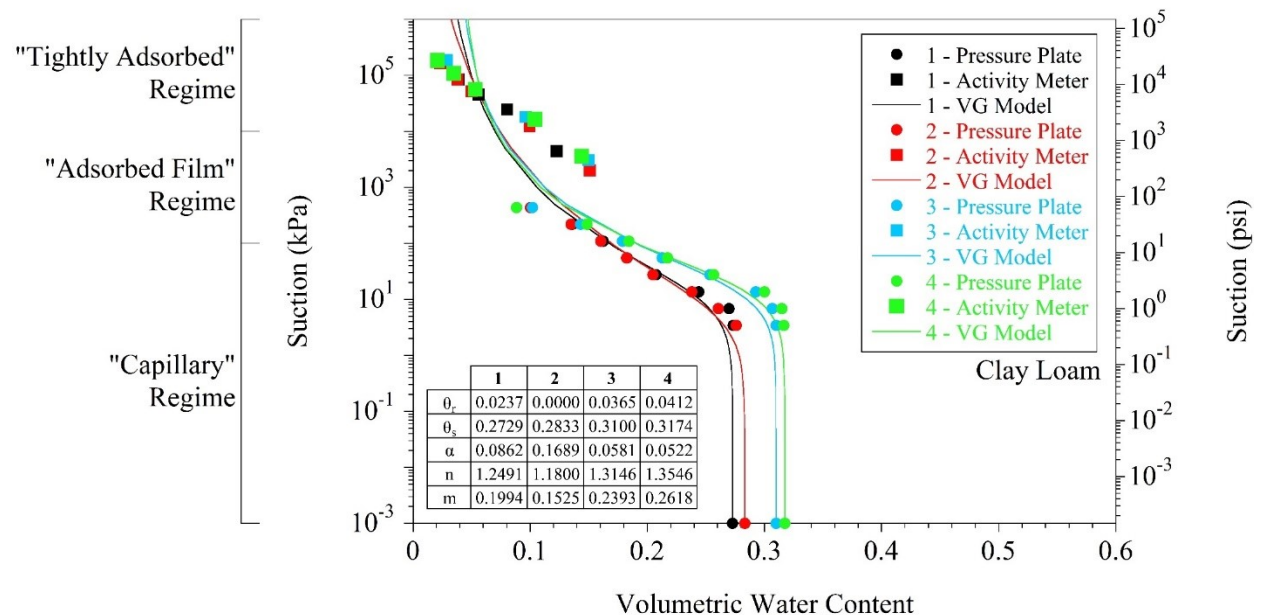 "Tightly Adsorbed"
Regime
"Adsorbed Film"
Regime
"Capillary"
Regime
Suction (kPa)
10^5
10^3
10^1
10^-1
10^-3
1 - Pressure Plate
1 - Activity Meter
1 - VG Model
2 - Pressure Plate
2 - Activity Meter
2 - VG Model
3 - Pressure Plate
3 - Activity Meter
3 - VG Model
4 - Pressure Plate
4 - Activity Meter
4 - VG Model
Clay Loam
1 2 3 4
θr 0.0237 0.0000 0.0365 0.0412
θs 0.2729 0.2833 0.3100 0.3174
α 0.0862 0.1689 0.0581 0.0522
n 1.2491 1.1800 1.3146 1.3546
m 0.1994 0.1525 0.2393 0.2618
10^5
10^4
10^3
10^2
10^1
10^0
10^-1
10^-2
10^-3
Suction (psi)
0 0.1 0.2 0.3 0.4 0.5 0.6
Volumetric Water Content